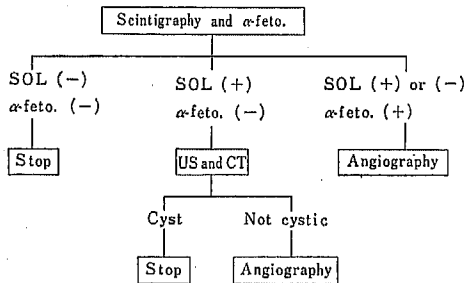 Scintigraphy and α-feto.
SOL (−) SOL (+) SOL (+) or (−)
α-feto. (−) α-feto. (−) α-feto. (+)
Stop US and CT Angiography
Cyst Not cystic
Stop Angiography